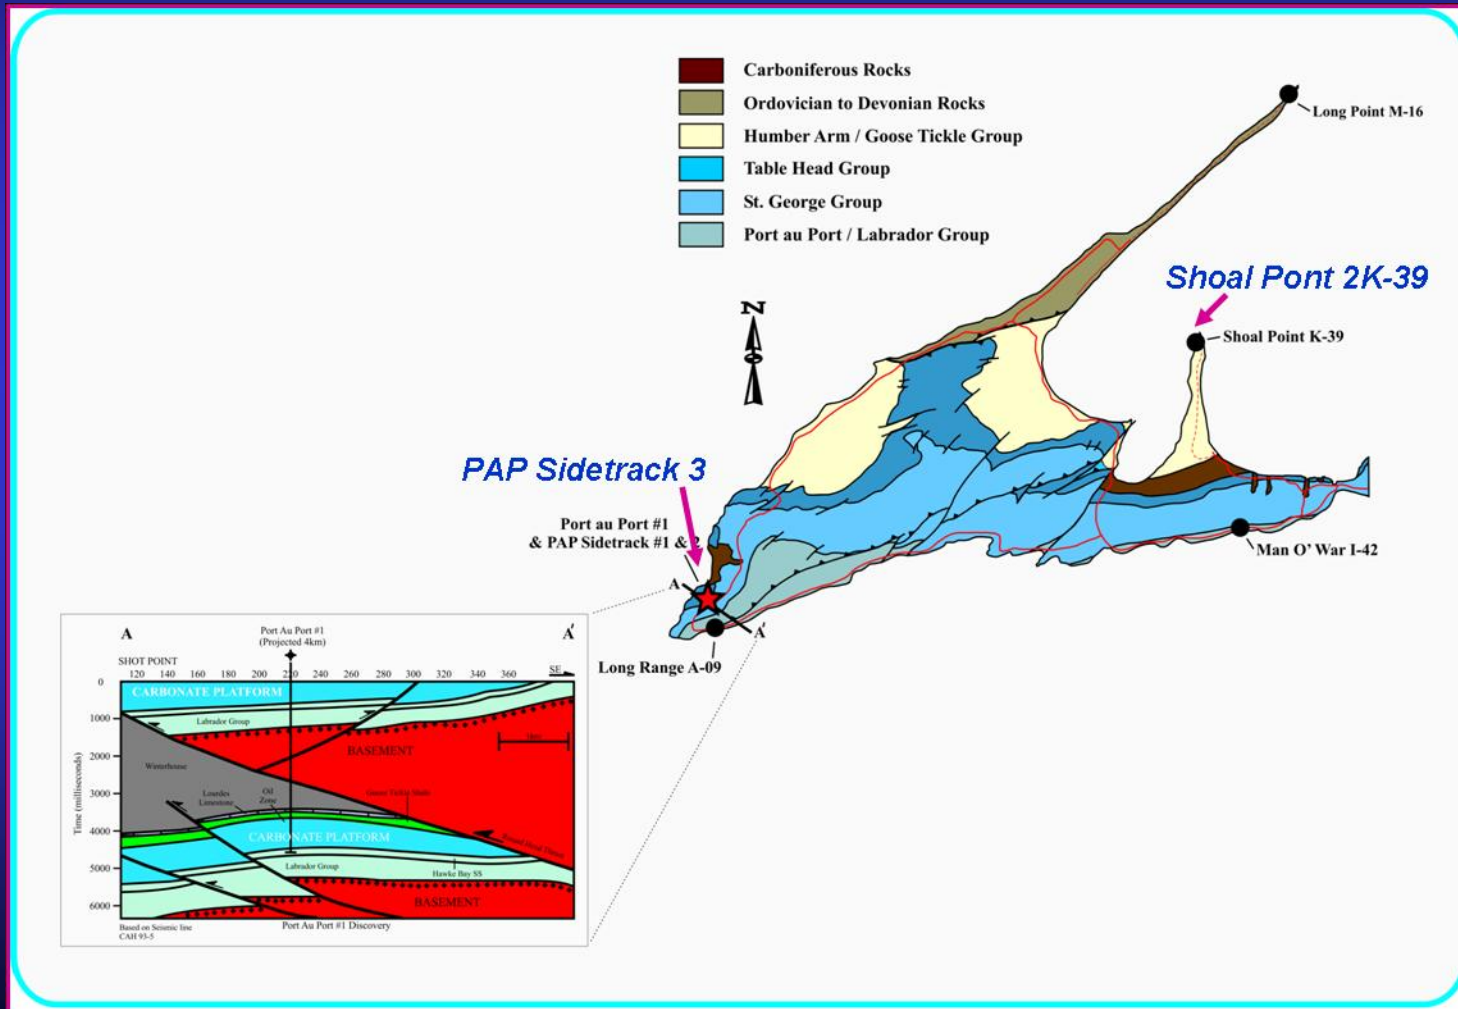 Carboniferous Rocks
Ordovician to Devonian Rocks
Humber Arm / Goose Tickle Group
Table Head Group
St. George Group
Port au Port / Labrador Group
Long Point M-16
Shoal Pont 2K-39
Shoal Point K-39
N
PAP Sidetrack 3
Port au Port #1
& PAP Sidetrack #1 & 2
Man O' War I-42
A
A'
Long Range A-09
A
Port Au Port #1
(Projected 4km)
A'
SHOT POINT
120 140 160 180 200 220 240 260 280 300 320 340 360
SE
0
CARBONATE PLATFORM
Labrador Group
1000
BASEMENT
2000
Winterhouse
3000
Lourdes
Limestone
Oil
Zone
Goose Tickle Shale
4000
CARBONATE PLATFORM
Round Head Thrust
5000
Labrador Group
Hawke Bay SS
6000
BASEMENT
Time (milliseconds)
Based on Seismic line
CAH 93-5
Port Au Port #1 Discovery